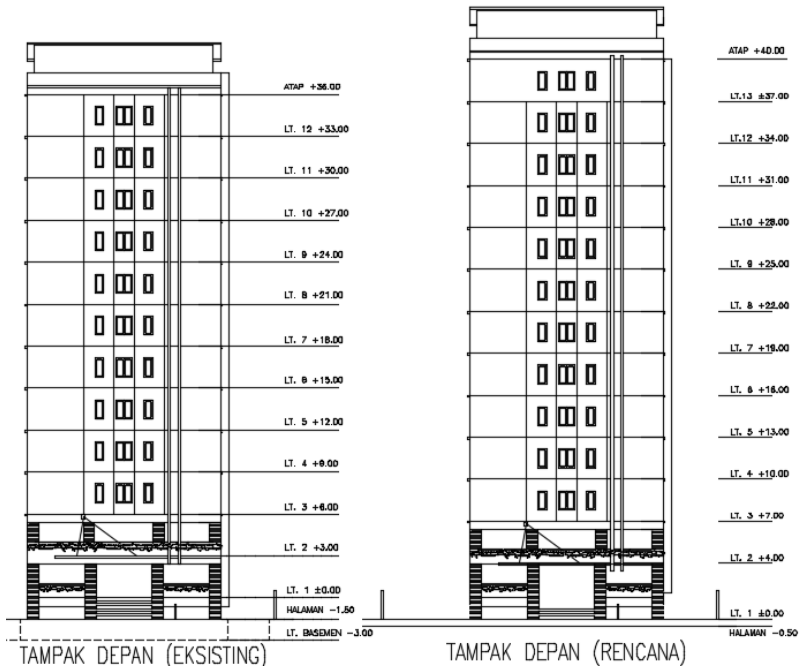 ATAP +36.00
LT. 12 +33.00
LT. 11 +30.00
LT. 10 +27.00
LT. 9 +24.00
LT. 8 +21.00
LT. 7 +18.00
LT. 6 +15.00
LT. 5 +12.00
LT. 4 +9.00
LT. 3 +6.00
LT. 2 +3.00
LT. 1 ±0.00
HALAMAN -1.50
LT. BASEMEN -3.00
TAMPAK DEPAN (EKSISTING)
ATAP +40.00
LT.13 ±37.00
LT.12 +34.00
LT.11 +31.00
LT.10 +28.00
LT. 9 +25.00
LT. 8 +22.00
LT. 7 +19.00
LT. 6 +16.00
LT. 5 +13.00
LT. 4 +10.00
LT. 3 +7.00
LT. 2 +4.00
LT. 1 ±0.00
HALAMAN -0.50
TAMPAK DEPAN (RENCANA)